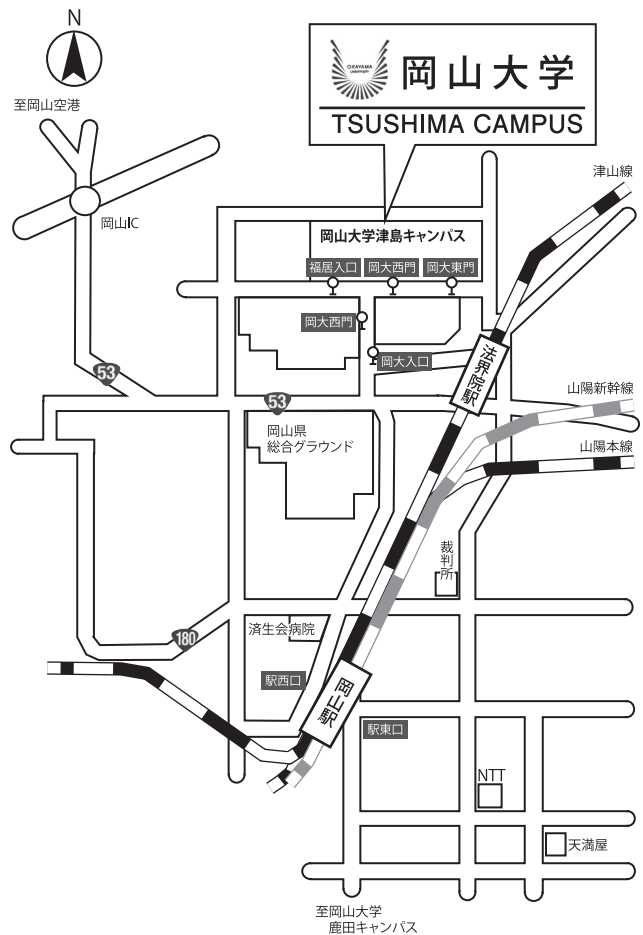 N
至岡山空港
OKAYAMA
UNIVERSITY
岡山大学
TSUSHIMA CAMPUS
津山線
岡山IC
岡山大学津島キャンパス
福居入口
岡大西門
岡大東門
岡大西門
岡大入口
法界院駅
53
53
山陽新幹線
山陽本線
岡山県
総合グラウンド
裁判所
済生会病院
180
駅西口
岡山駅
駅東口
NTT
天満屋
至岡山大学
鹿田キャンパス